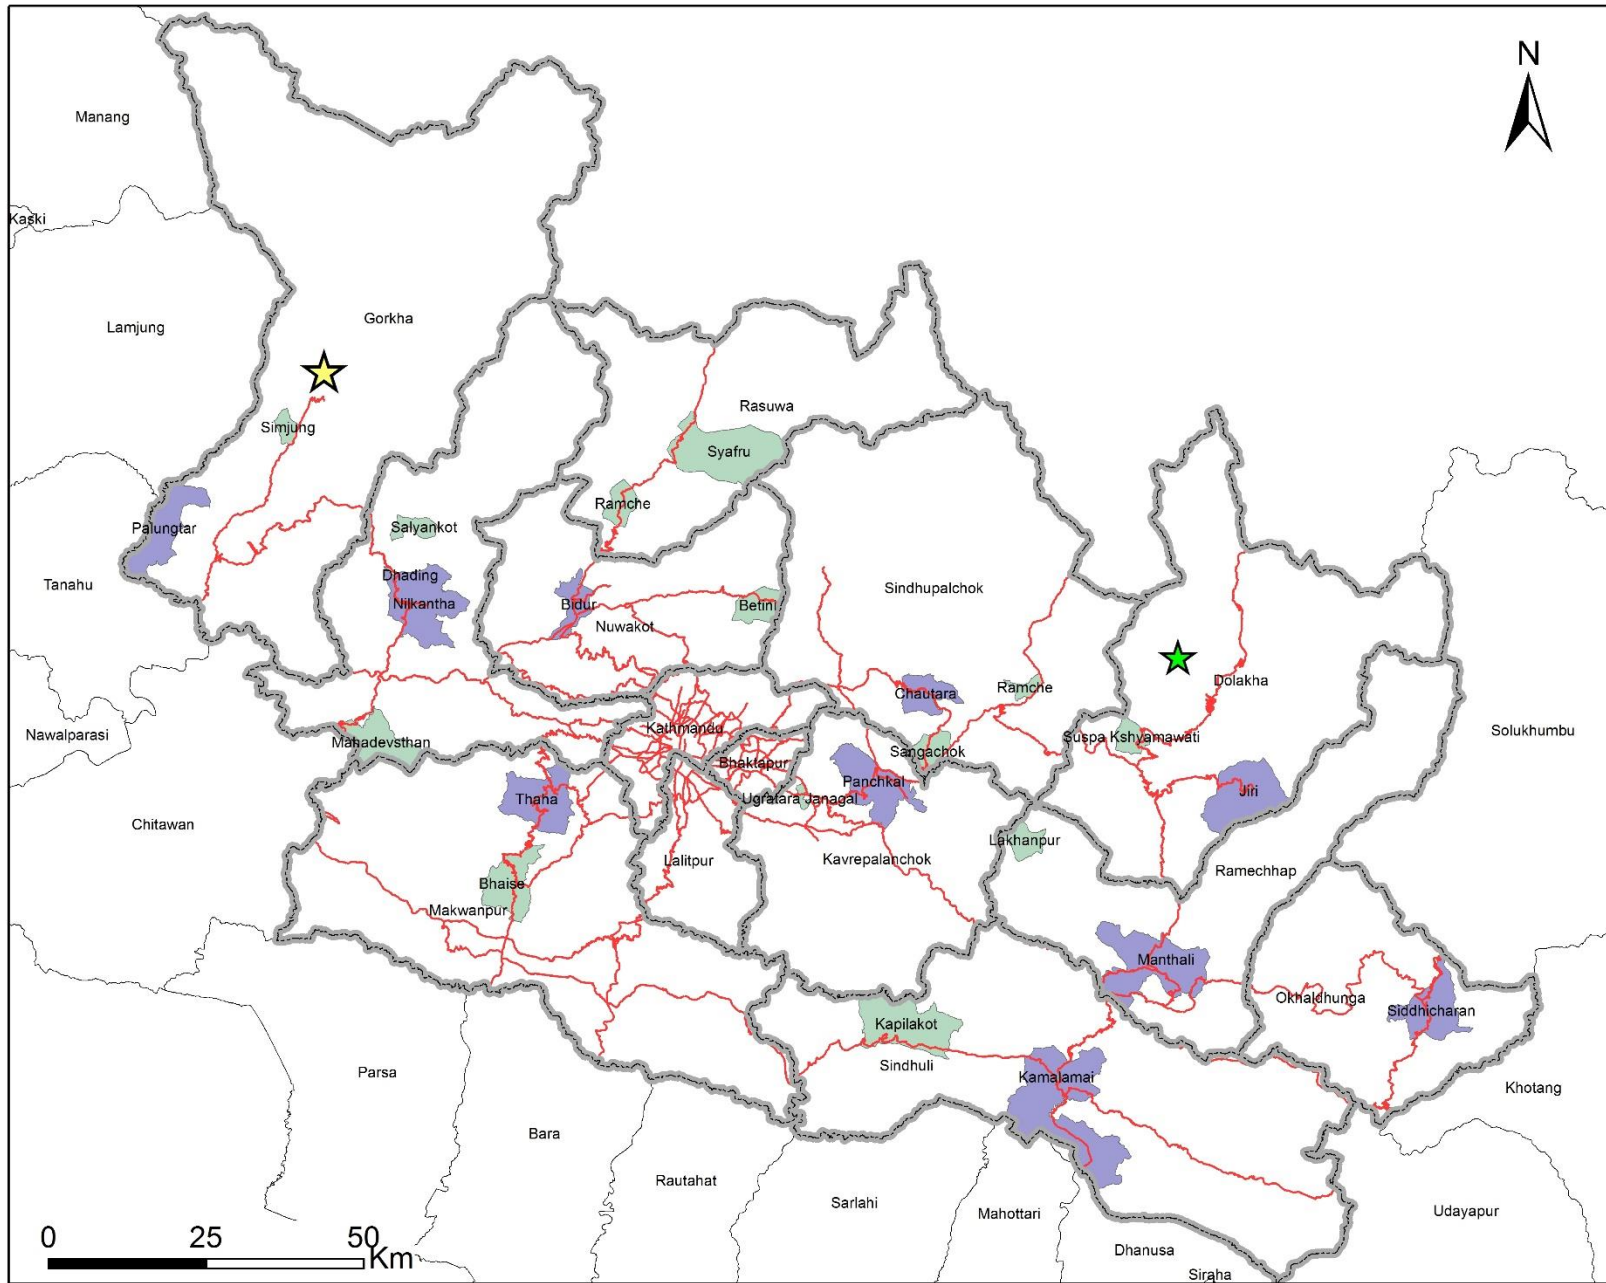 N
Manang
Kaski
Lamjung
Gorkha
Rasuwa
Simjung
Syafru
Ramche
Palungtar
Salyankot
Tanahu
Dhading
Nilkantha
Bidur
Nuwakot
Betini
Sindhupalchok
Chautara
Ramche
Dolakha
Nawalparasi
Mahadevsthan
Kathmandu
Bhaktapur
Sangachok
Suspa Kshyamawati
Solukhumbu
Panchkal
Thaha
Ugratara Janagal
Jiri
Chitawan
Lalitpur
Kavrepalanchok
Lakhanpur
Ramechhap
Bhaise
Makwanpur
Manthali
Okhaldhunga
Siddhicharan
Kapilakot
Sindhuli
Kamalamai
Parsa
Khotang
Bara
Rautahat
Sarlahi
Mahottari
Udayapur
Dhanusa
Siraha
0 25 50
Km